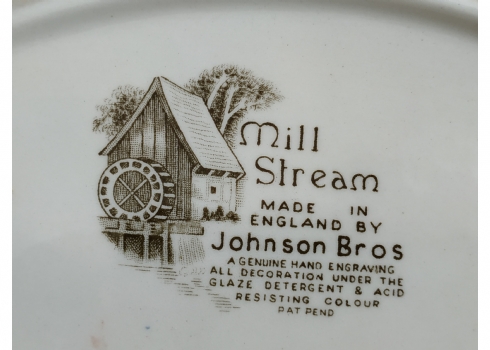 Mill
Stream
MADE IN
ENGLAND BY
Johnson Bros
A GENUINE HAND ENGRAVING
ALL DECORATION UNDER THE
GLAZE DETERGENT & ACID
RESISTING COLOUR
PAT PEND